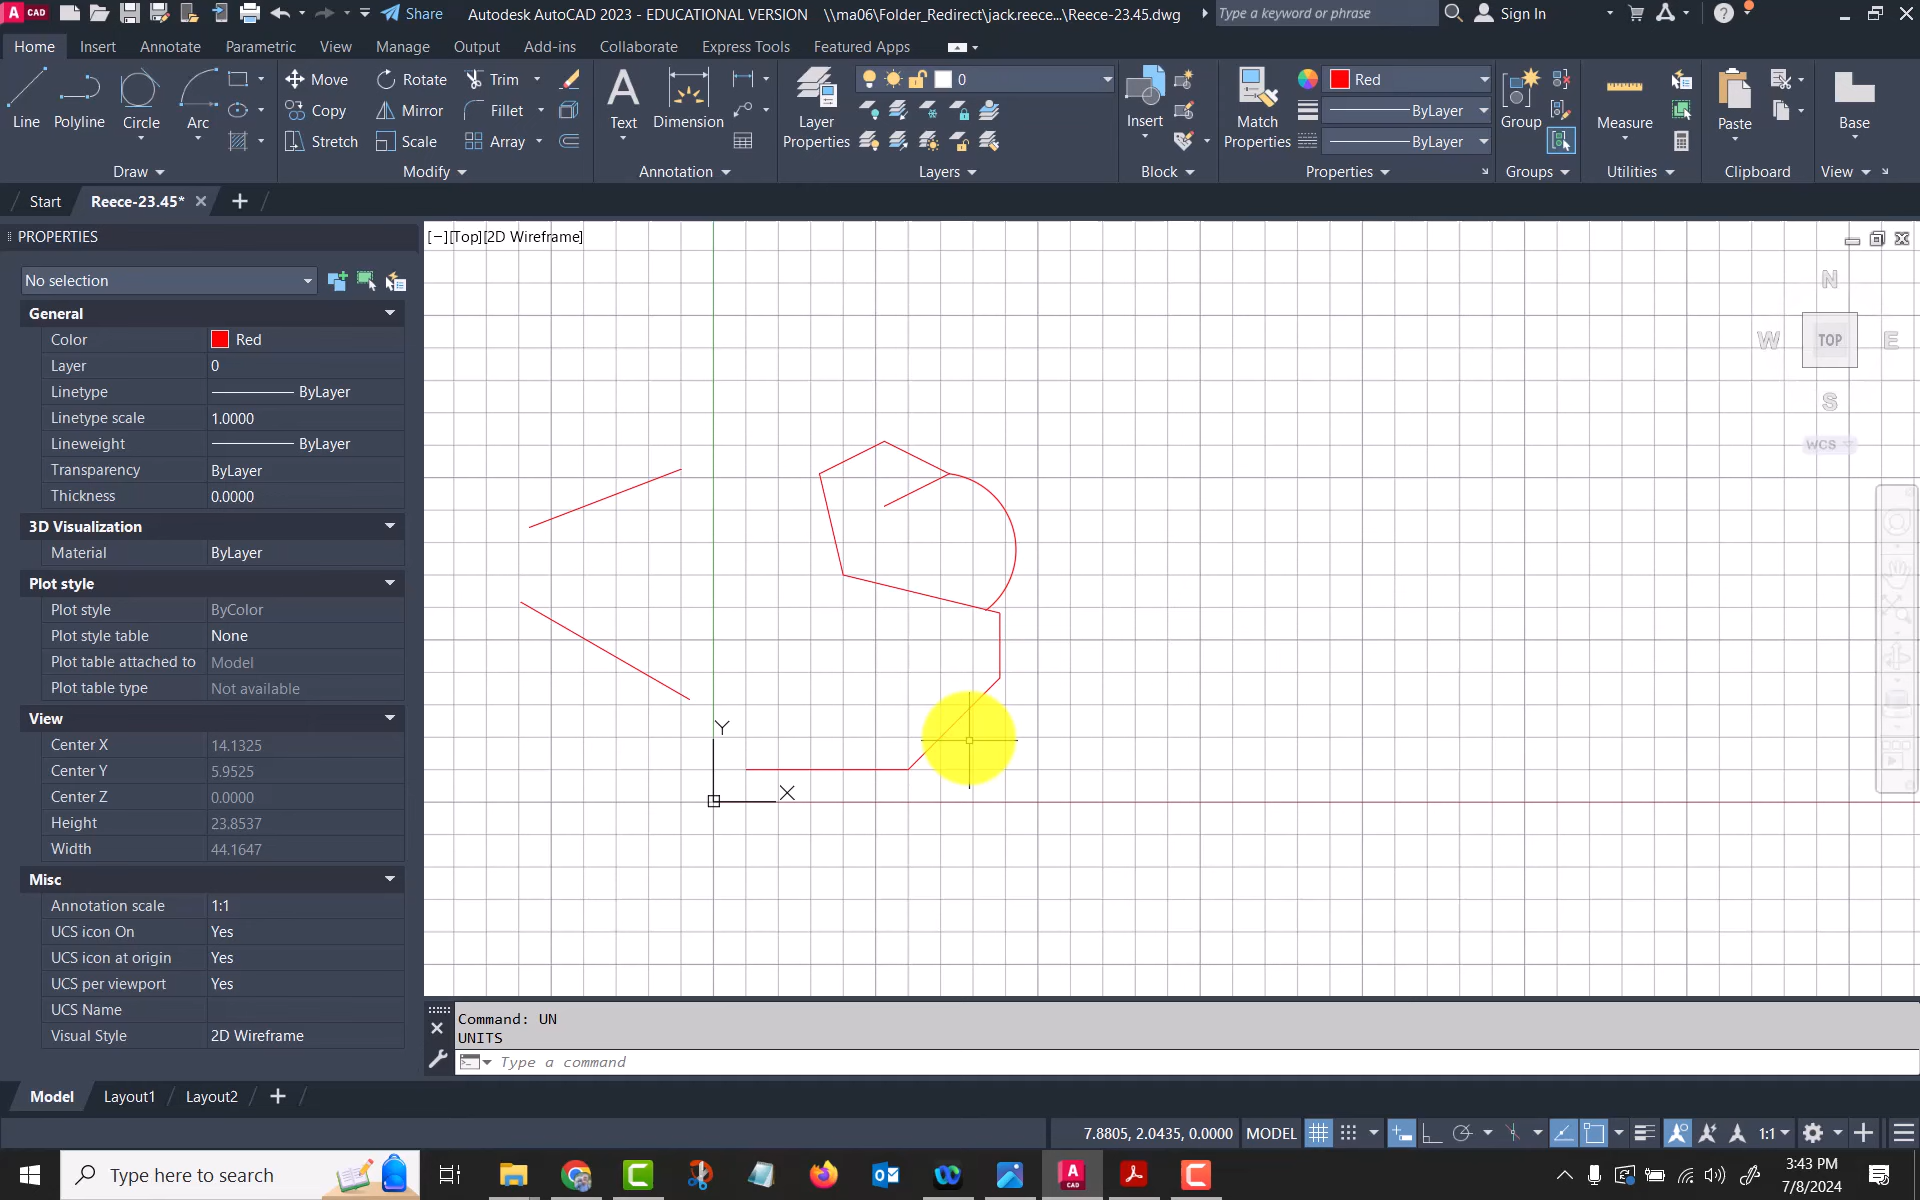 CAD
Share
Autodesk AutoCAD 2023 - EDUCATIONAL VERSION \\ma06\Folder_Redirect\jack.reece...\Reece-23.45.dwg
Type a keyword or phrase
Sign In
Home Insert Annotate Parametric View Manage Output Add-ins Collaborate Express Tools Featured Apps
Line Polyline Circle Arc
Move Rotate Trim
Copy Mirror Fillet
Stretch Scale Array
Text Dimension
Layer Properties
0
Insert
Match Properties
Red
ByLayer
ByLayer
Group
Measure
Paste
Base
Draw Modify Annotation Layers Block Properties Groups Utilities Clipboard View
Start Reece-23.45*
PROPERTIES
No selection
General
Color Red
Layer 0
Linetype ByLayer
Linetype scale 1.0000
Lineweight ByLayer
Transparency ByLayer
Thickness 0.0000
3D Visualization
Material ByLayer
Plot style
Plot style ByColor
Plot style table None
Plot table attached to Model
Plot table type Not available
View
Center X 14.1325
Center Y 5.9525
Center Z 0.0000
Height 23.8537
Width 44.1647
Misc
Annotation scale 1:1
UCS icon On Yes
UCS icon at origin Yes
UCS per viewport Yes
UCS Name
Visual Style 2D Wireframe
[−][Top][2D Wireframe]
N
W TOP E
S
WCS
Y
X
Command: UN
UNITS
Type a command
Model Layout1 Layout2
7.8805, 2.0435, 0.0000 MODEL
1:1
Type here to search
3:43 PM
7/8/2024